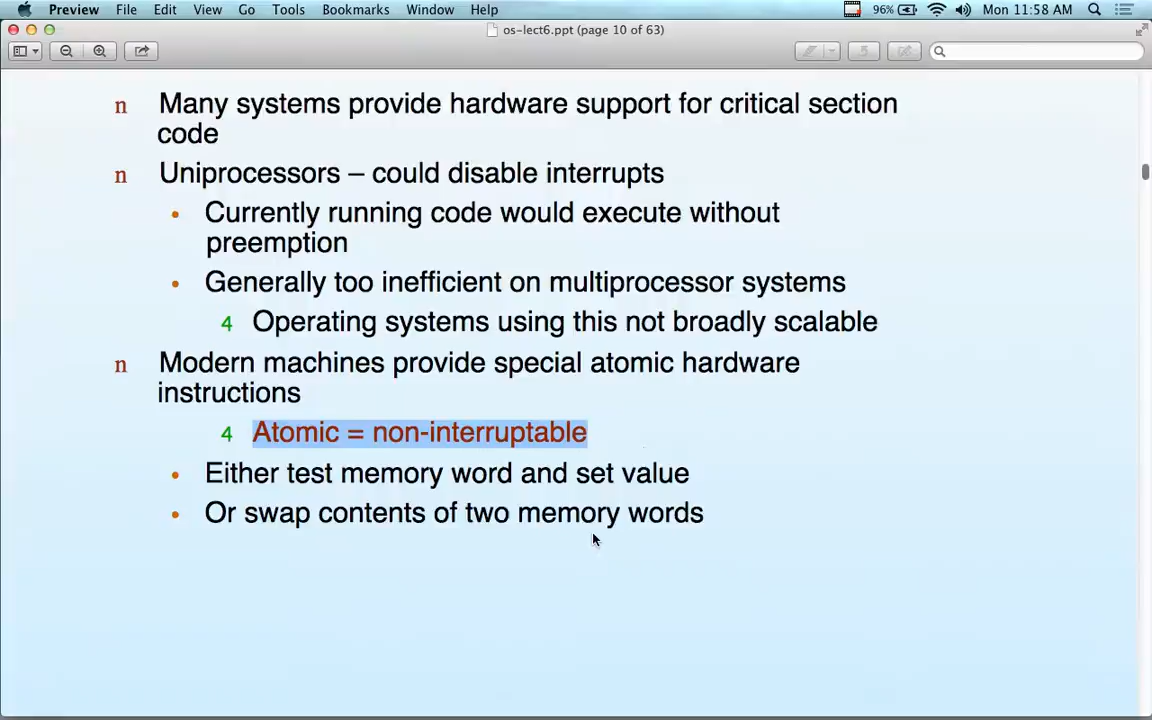 Preview File Edit View Go Tools Bookmarks Window Help 96% Mon 11:58 AM
os-lect6.ppt (page 10 of 63)
n Many systems provide hardware support for critical section
code
n Uniprocessors – could disable interrupts
• Currently running code would execute without
preemption
• Generally too inefficient on multiprocessor systems
4 Operating systems using this not broadly scalable
n Modern machines provide special atomic hardware
instructions
4 Atomic = non-interruptable
• Either test memory word and set value
• Or swap contents of two memory words